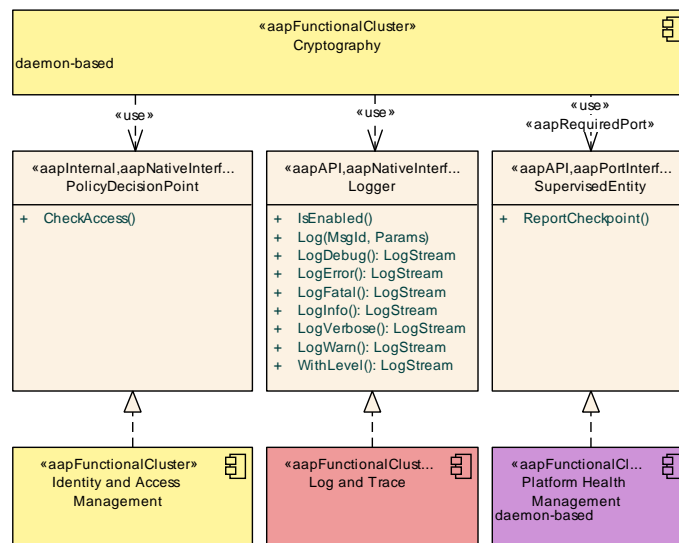 «aapFunctionalCluster»
Cryptography
daemon-based
«use»
«use»
«use»
«aapRequiredPort»
«aapInternal,aapNativeInterf...
PolicyDecisionPoint
+ CheckAccess()
«aapAPI,aapNativeInterf...
Logger
+ IsEnabled()
+ Log(MsgId, Params)
+ LogDebug(): LogStream
+ LogError(): LogStream
+ LogFatal(): LogStream
+ LogInfo(): LogStream
+ LogVerbose(): LogStream
+ LogWarn(): LogStream
+ WithLevel(): LogStream
«aapAPI,aapPortInterf...
SupervisedEntity
+ ReportCheckpoint()
«aapFunctionalCluster»
Identity and Access
Management
«aapFunctionalClust...
Log and Trace
«aapFunctionalCl...
Platform Health
Management
daemon-based